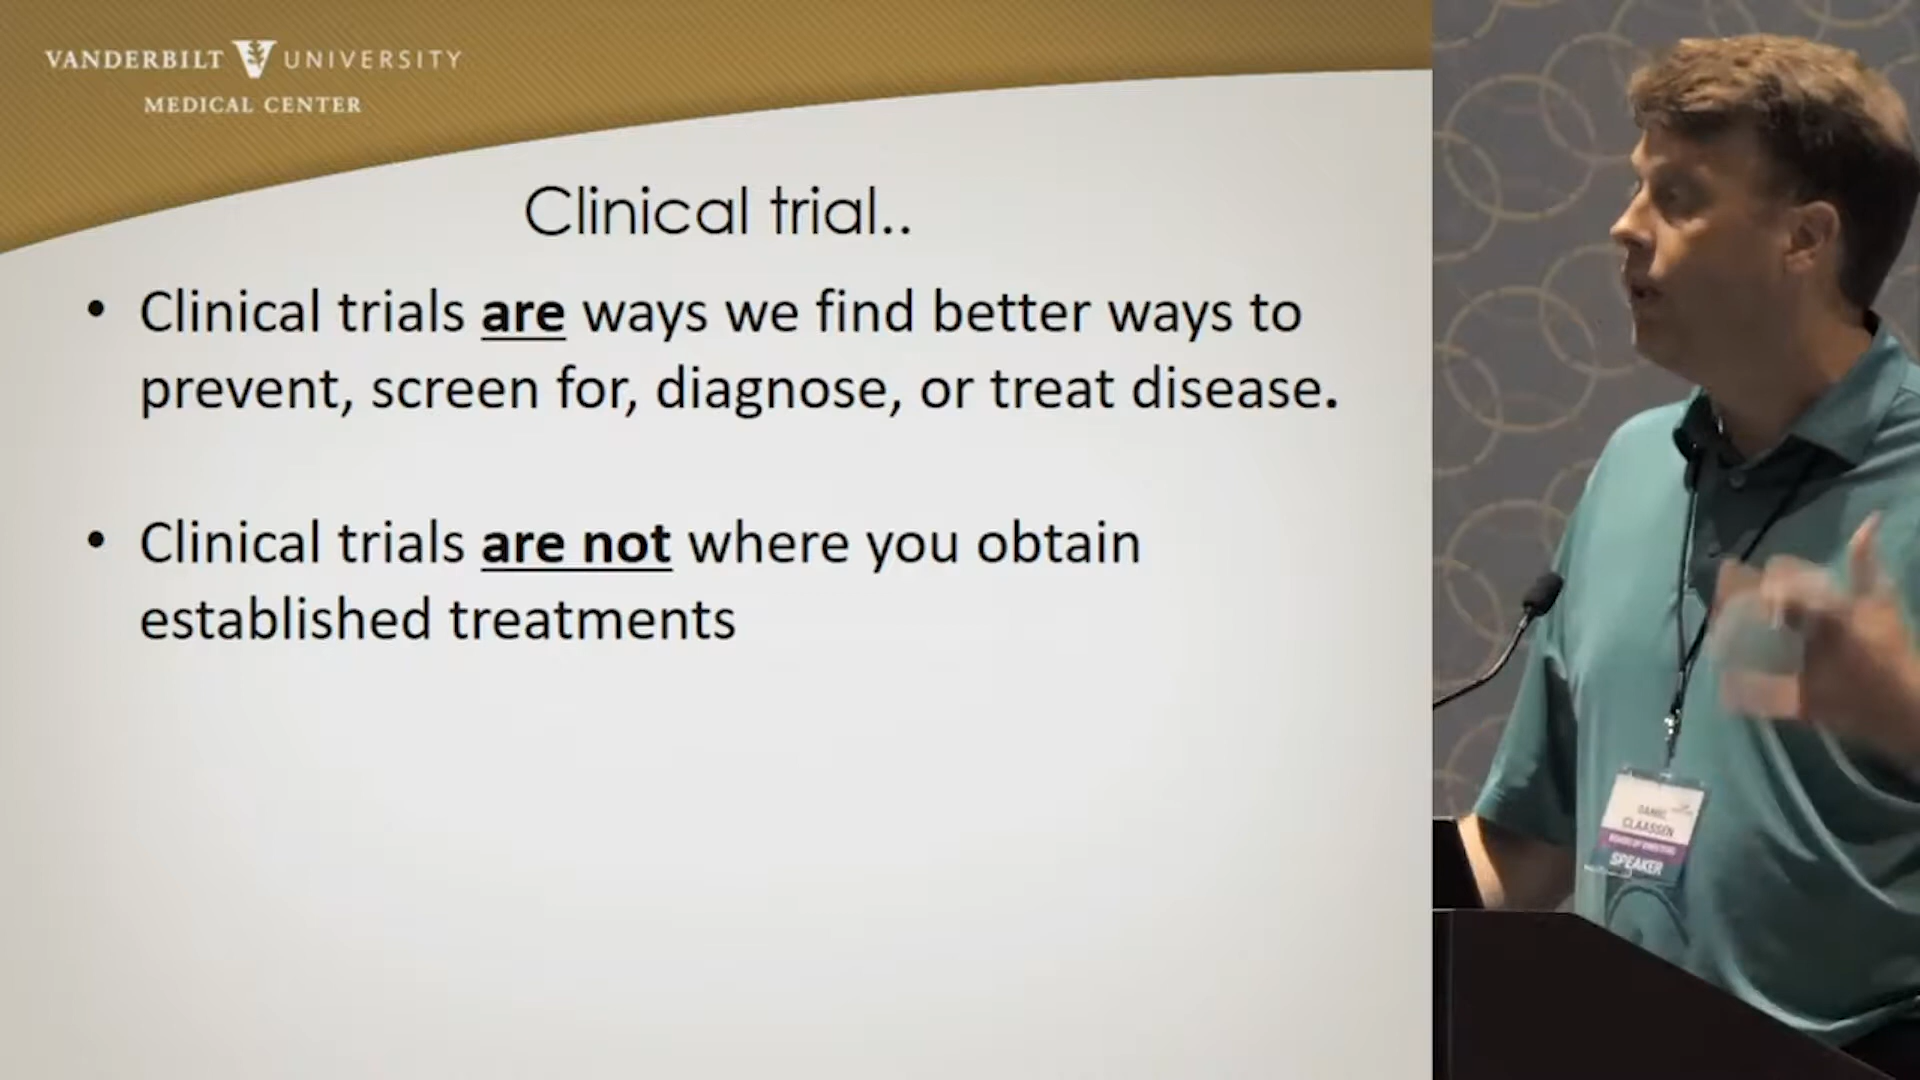 VANDERBILT UNIVERSITY
MEDICAL CENTER
Clinical trial..
• Clinical trials are ways we find better ways to
prevent, screen for, diagnose, or treat disease.
• Clinical trials are not where you obtain
established treatments
CLAASSEN
SPEAKER